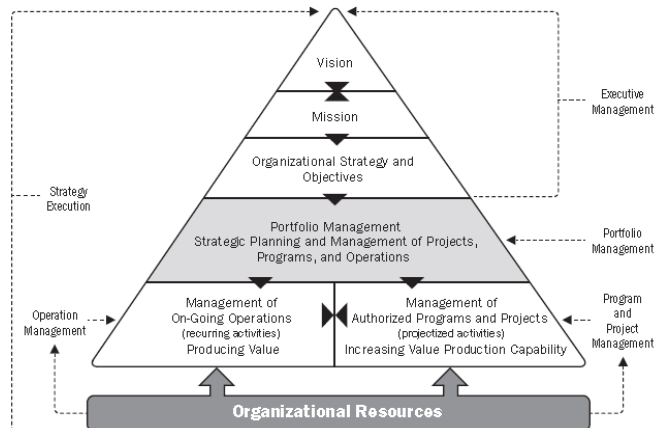 Vision
Executive
Management
Mission
Organizational Strategy and
Objectives
Strategy
Execution
Portfolio Management
Strategic Planning and Management of Projects,
Programs, and Operations
Portfolio
Management
Operation
Management
Management of
On-Going Operations
(recurring activities)
Producing Value
Management of
Authorized Programs and Projects
(projectized activities)
Increasing Value Production Capability
Program
and
Project
Management
Organizational Resources